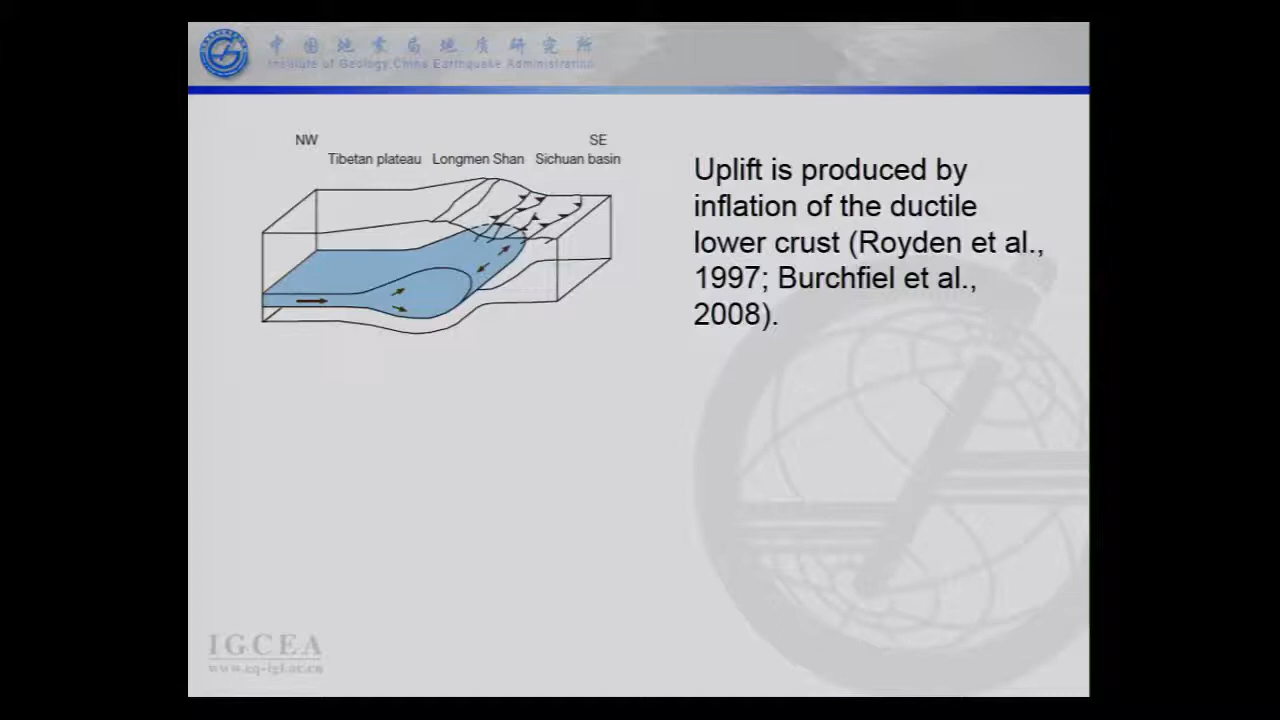 中国地震局地质研究所
Institute of Geology,China Earthquake Administration
NW
SE
Tibetan plateau Longmen Shan Sichuan basin
Uplift is produced by
inflation of the ductile
lower crust (Royden et al.,
1997; Burchfiel et al.,
2008).
IGCEA